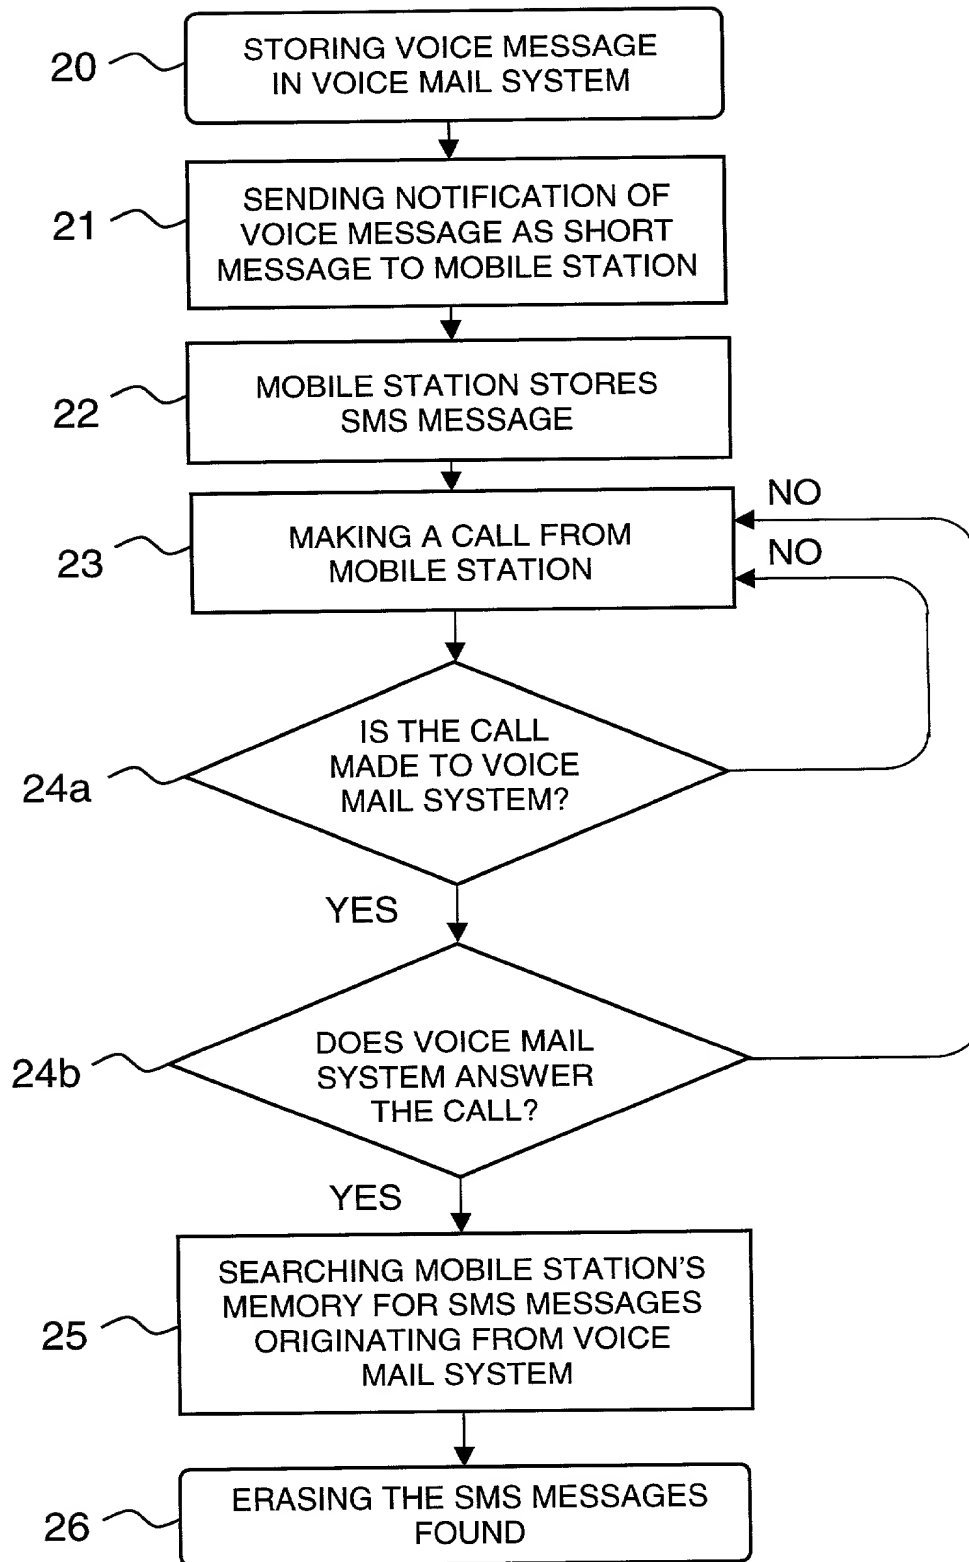 20
STORING VOICE MESSAGE
IN VOICE MAIL SYSTEM
21
SENDING NOTIFICATION OF
VOICE MESSAGE AS SHORT
MESSAGE TO MOBILE STATION
22
MOBILE STATION STORES
SMS MESSAGE
NO
23
MAKING A CALL FROM
MOBILE STATION
NO
24a
IS THE CALL
MADE TO VOICE
MAIL SYSTEM?
YES
24b
DOES VOICE MAIL
SYSTEM ANSWER
THE CALL?
YES
25
SEARCHING MOBILE STATION'S
MEMORY FOR SMS MESSAGES
ORIGINATING FROM VOICE
MAIL SYSTEM
26
ERASING THE SMS MESSAGES
FOUND